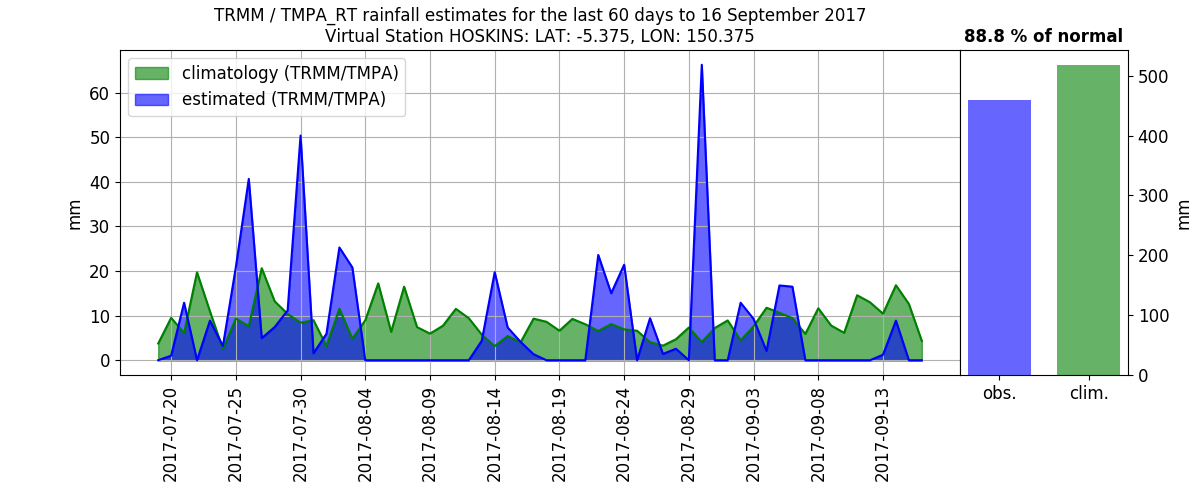 TRMM / TMPA_RT rainfall estimates for the last 60 days to 16 September 2017
Virtual Station HOSKINS: LAT: -5.375, LON: 150.375
88.8 % of normal
climatology (TRMM/TMPA)
estimated (TRMM/TMPA)
mm
60
50
40
30
20
10
0
2017-07-20
2017-07-25
2017-07-30
2017-08-04
2017-08-09
2017-08-14
2017-08-19
2017-08-24
2017-08-29
2017-09-03
2017-09-08
2017-09-13
500
400
300
200
100
0
mm
obs.
clim.